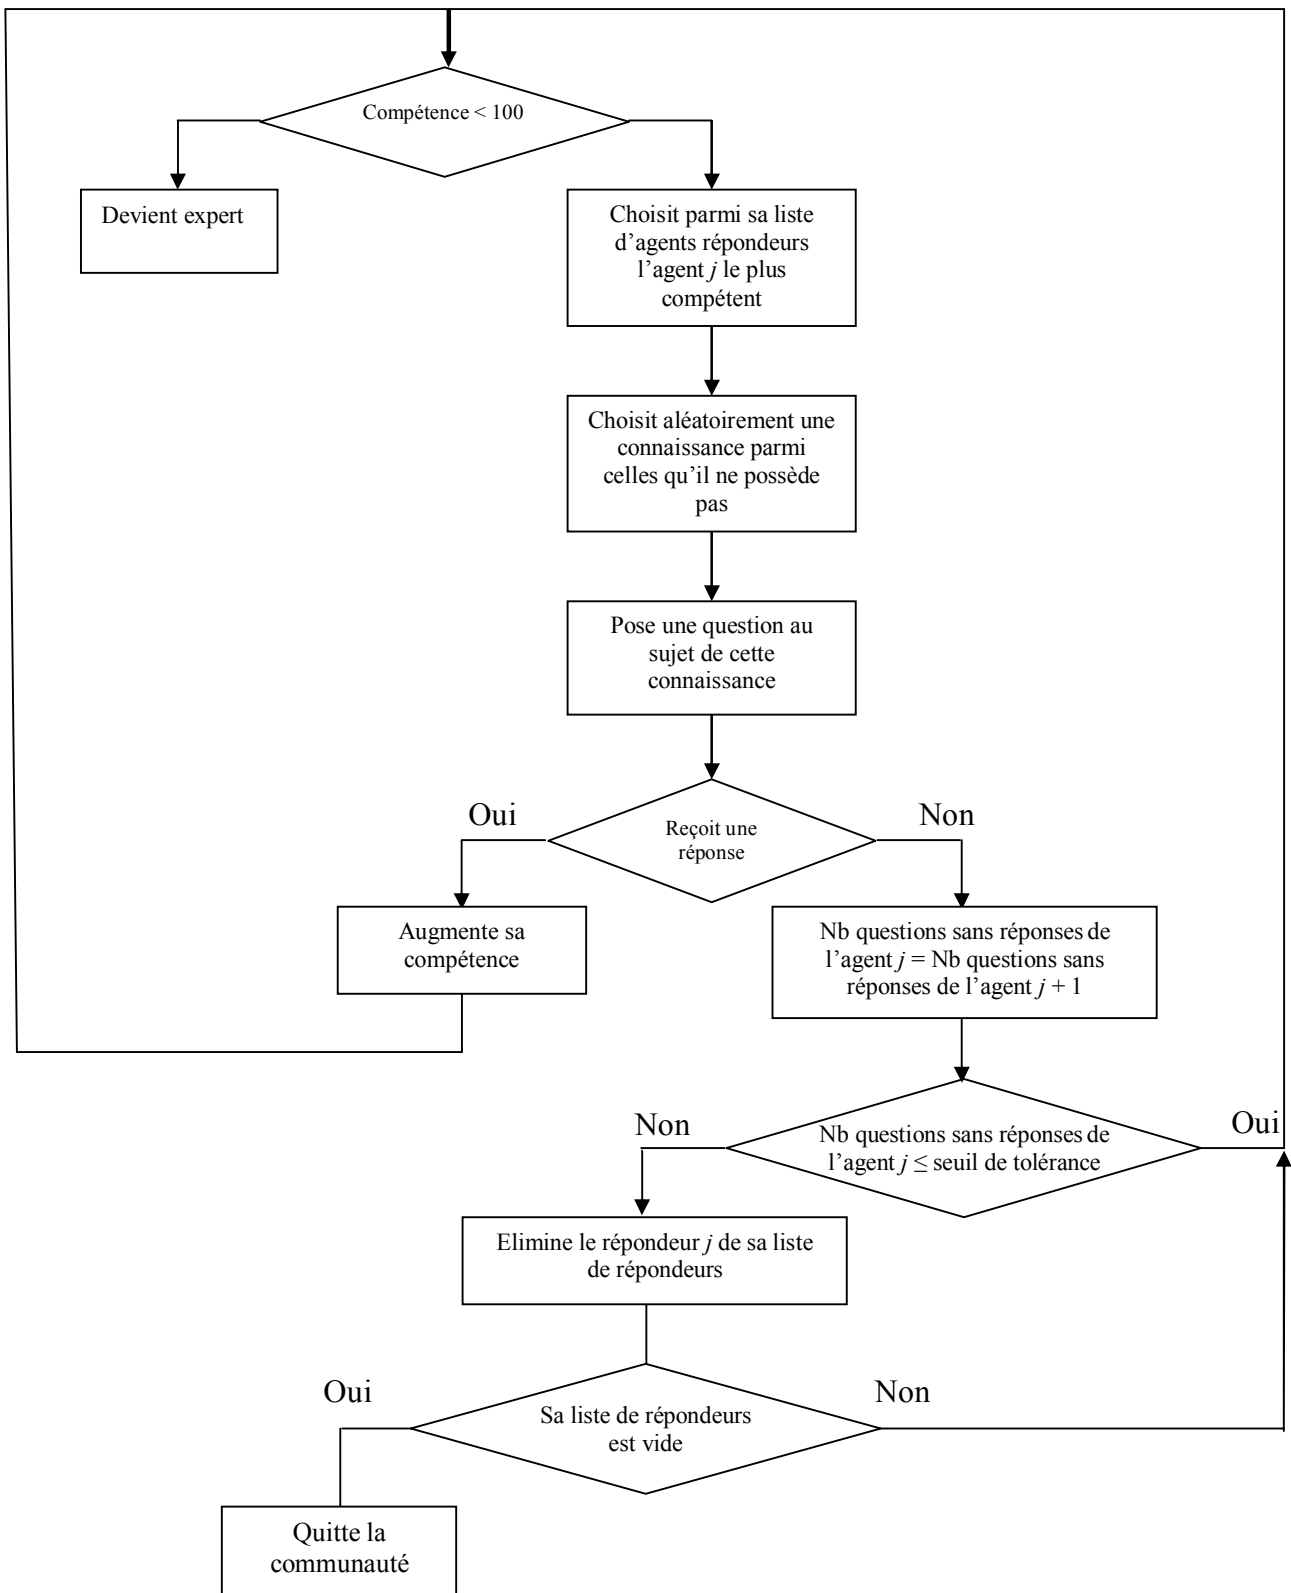 Compétence < 100
Devient expert
Choisit parmi sa liste
d’agents répondeurs
l’agent j le plus
compétent
Choisit aléatoirement une
connaissance parmi
celles qu’il ne possède
pas
Pose une question au
sujet de cette
connaissance
Oui
Non
Reçoit une
réponse
Augmente sa
compétence
Nb questions sans réponses de
l’agent j = Nb questions sans
réponses de l’agent j + 1
Non
Oui
Nb questions sans réponses de
l’agent j ≤ seuil de tolérance
Elimine le répondeur j de sa liste
de répondeurs
Oui
Non
Sa liste de répondeurs
est vide
Quitte la
communauté